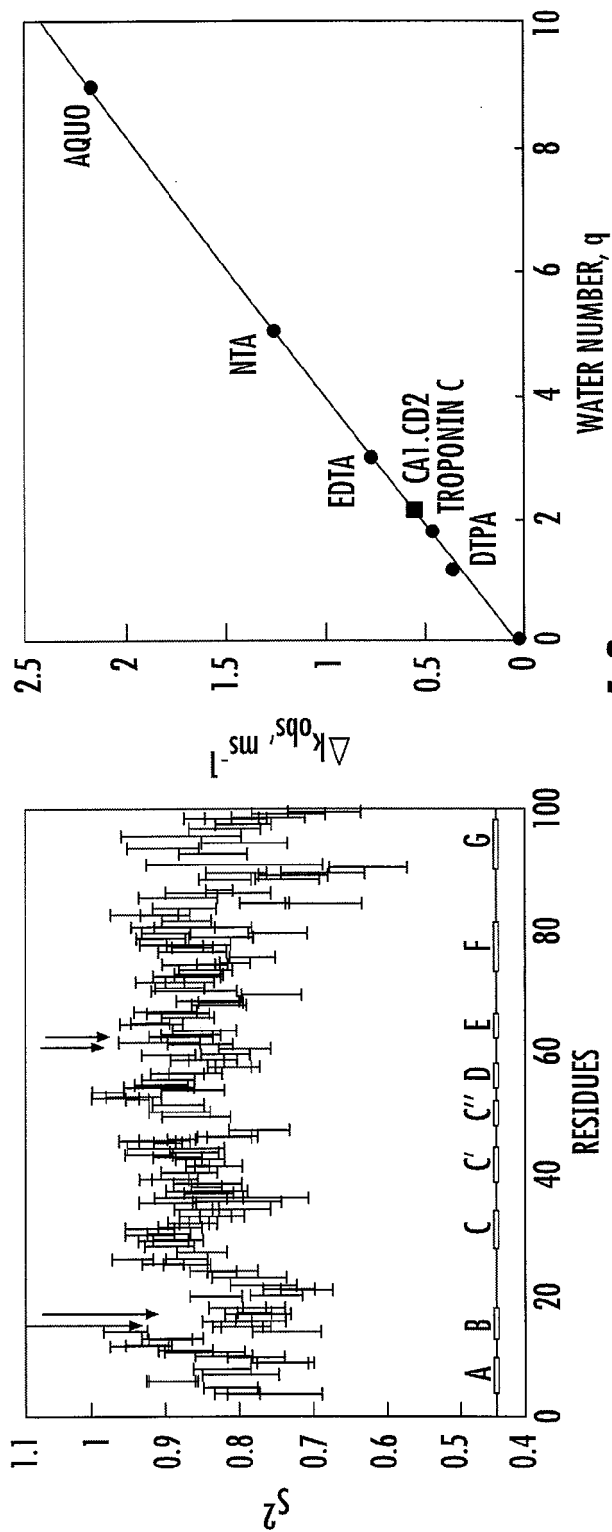 S²
1.1
1
0.9
0.8
0.7
0.6
0.5
0.4
A B C C' C'' D E F G
0 20 40 60 80 100
RESIDUES
Δk_obs, ms⁻¹
2.5
2
1.5
1
0.5
0
AQUO
NTA
EDTA
CA1.CD2
TROPONIN C
DTPA
0 2 4 6 8 10
WATER NUMBER, q